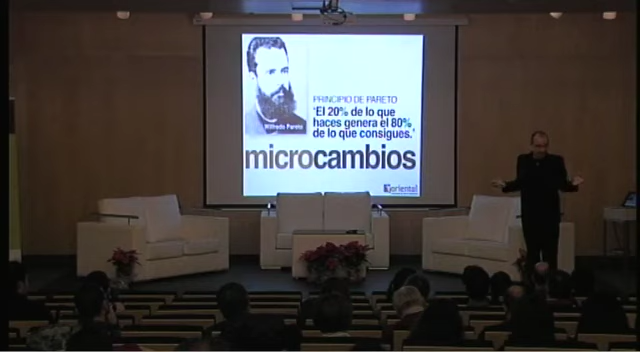 Wilfredo Pareto
PRINCIPIO DE PARETO
'El 20% de lo que
haces genera el 80%
de lo que consigues.'
microcambios
oriental